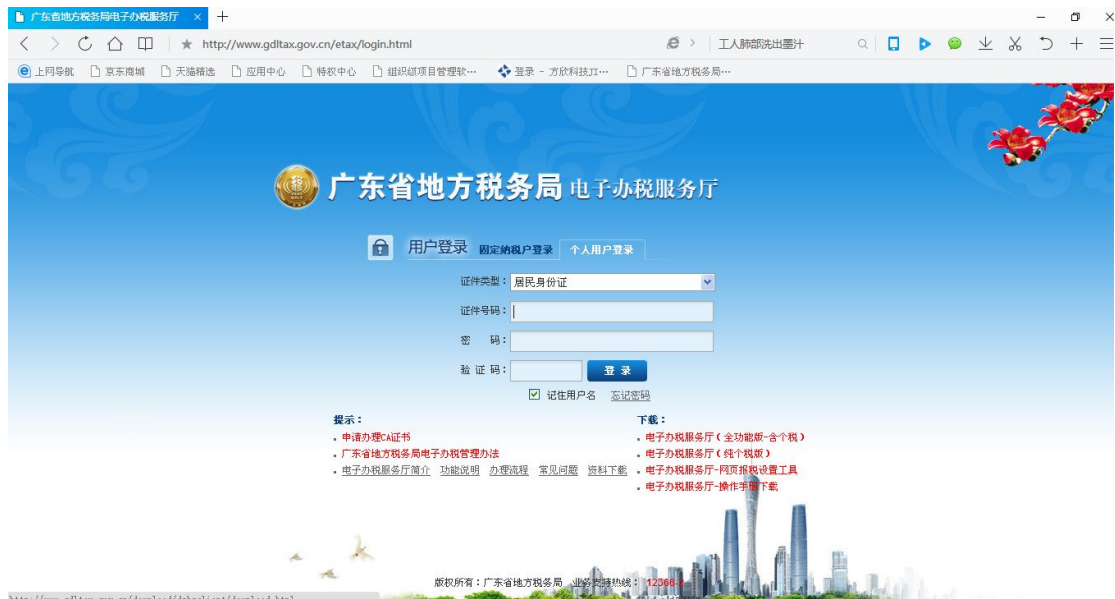 广东省地方税务局电子办税服务厅
http://www.gdltax.gov.cn/etax/login.html
工人肺部洗出墨汁
上网导航 京东商城 天猫精选 应用中心 特权中心 组织级项目管理软… 登录 - 方欣科技IT… 广东省地方税务局…
广东省地方税务局 电子办税服务厅
用户登录 固定纳税户登录 个人用户登录
证件类型: 居民身份证
证件号码:
密 码:
验 证 码: 登 录
记住用户名 忘记密码
提示:
申请办理CA证书
广东省地方税务局电子办税管理办法
电子办税服务厅简介 功能说明 办理流程 常见问题 资料下载
下载:
电子办税服务厅(全功能版-含个税)
电子办税服务厅(纯个税版)
电子办税服务厅-网页报税设置工具
电子办税服务厅-操作手册下载
版权所有:广东省地方税务局 业务支持热线: 12366-2